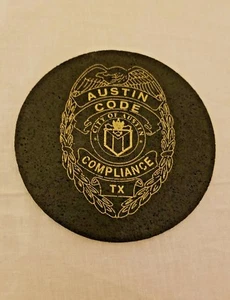 AUSTIN
CODE
CITY OF AUSTIN
COMPLIANCE
TX